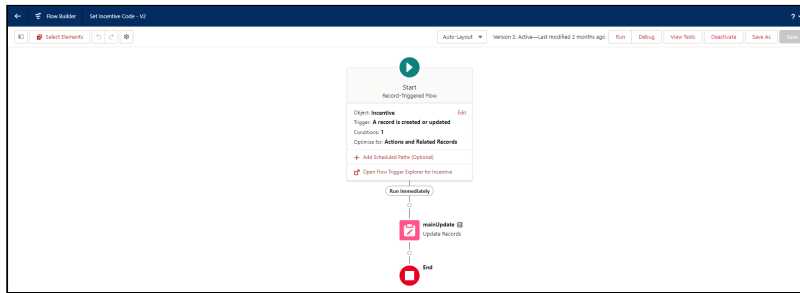 Flow Builder Set Incentive Code - V2 ?
Select Elements Auto-Layout Version 2: Active—Last modified 2 months ago Run Debug View Tests Deactivate Save As Save
Start
Record-Triggered Flow
Object: Incentive Edit
Trigger: A record is created or updated
Conditions: 1
Optimize for: Actions and Related Records
+ Add Scheduled Paths (Optional)
Open Flow Trigger Explorer for Incentive
Run Immediately
mainUpdate
Update Records
End